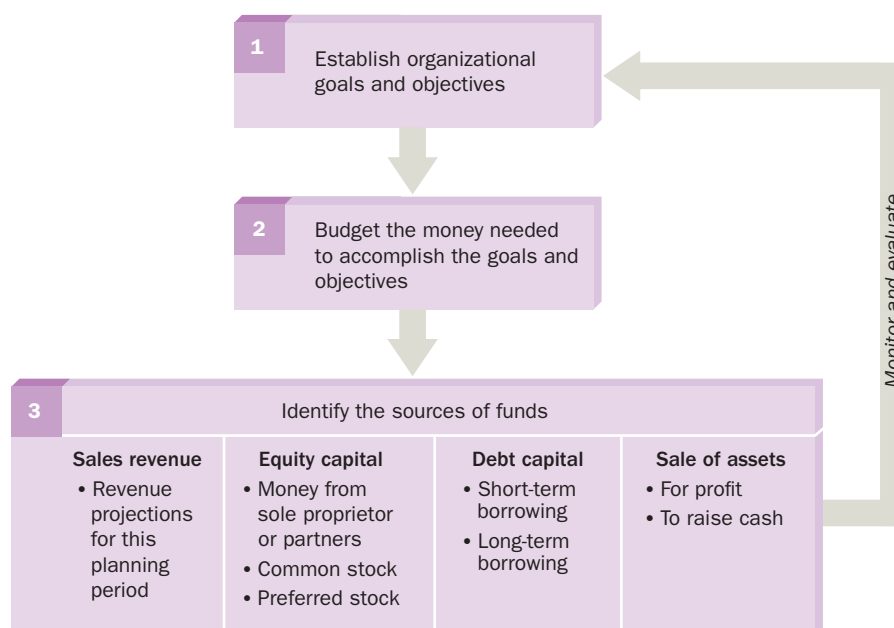 1
Establish organizational
goals and objectives
2
Budget the money needed
to accomplish the goals and
objectives
3
Identify the sources of funds
Sales revenue
• Revenue
projections
for this
planning
period
Equity capital
• Money from
sole proprietor
or partners
• Common stock
• Preferred stock
Debt capital
• Short-term
borrowing
• Long-term
borrowing
Sale of assets
• For profit
• To raise cash
Monitor and evaluate